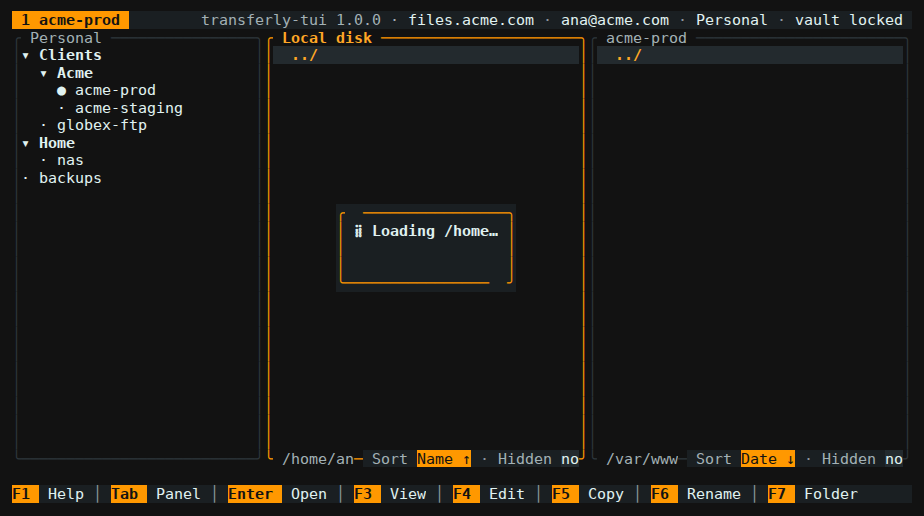 1 acme-prod transferly-tui 1.0.0 · files.acme.com · ana@acme.com · Personal · vault locked
Personal
▾ Clients
▾ Acme
● acme-prod
· acme-staging
· globex-ftp
▾ Home
· nas
· backups
Local disk
../
Loading /home…
/home/an Sort Name ↑ · Hidden no
acme-prod
../
/var/www Sort Date ↓ · Hidden no
F1 Help │ Tab Panel │ Enter Open │ F3 View │ F4 Edit │ F5 Copy │ F6 Rename │ F7 Folder